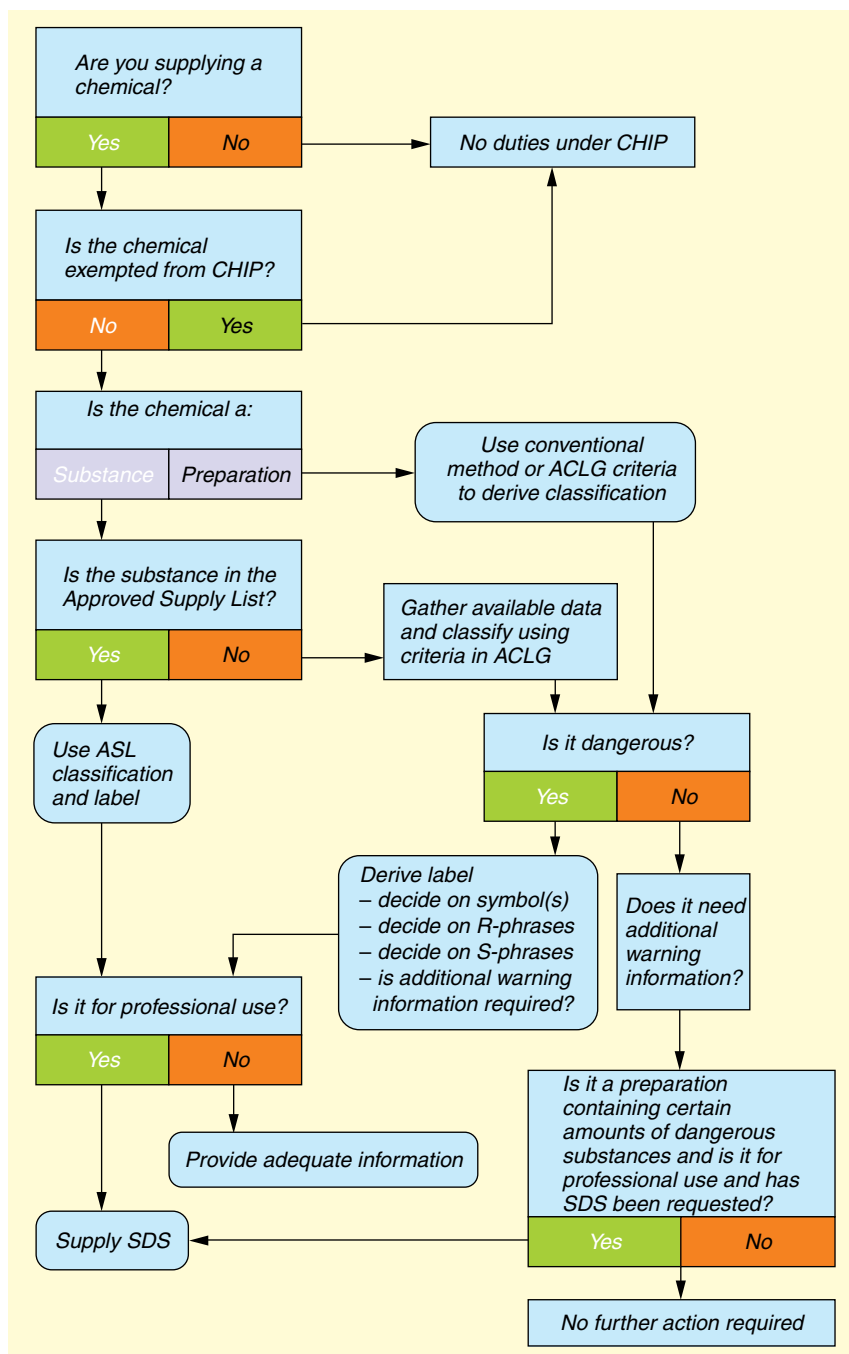 Are you supplying a
chemical?
Yes
No
No duties under CHIP
Is the chemical
exempted from CHIP?
No
Yes
Is the chemical a:
Substance
Preparation
Use conventional
method or ACLG criteria
to derive classification
Is the substance in the
Approved Supply List?
Yes
No
Gather available data
and classify using
criteria in ACLG
Use ASL
classification
and label
Is it dangerous?
Yes
No
Derive label
– decide on symbol(s)
– decide on R-phrases
– decide on S-phrases
– is additional warning
information required?
Does it need
additional
warning
information?
Is it for professional use?
Yes
No
Provide adequate information
Is it a preparation
containing certain
amounts of dangerous
substances and is it for
professional use and has
SDS been requested?
Yes
No
Supply SDS
No further action required